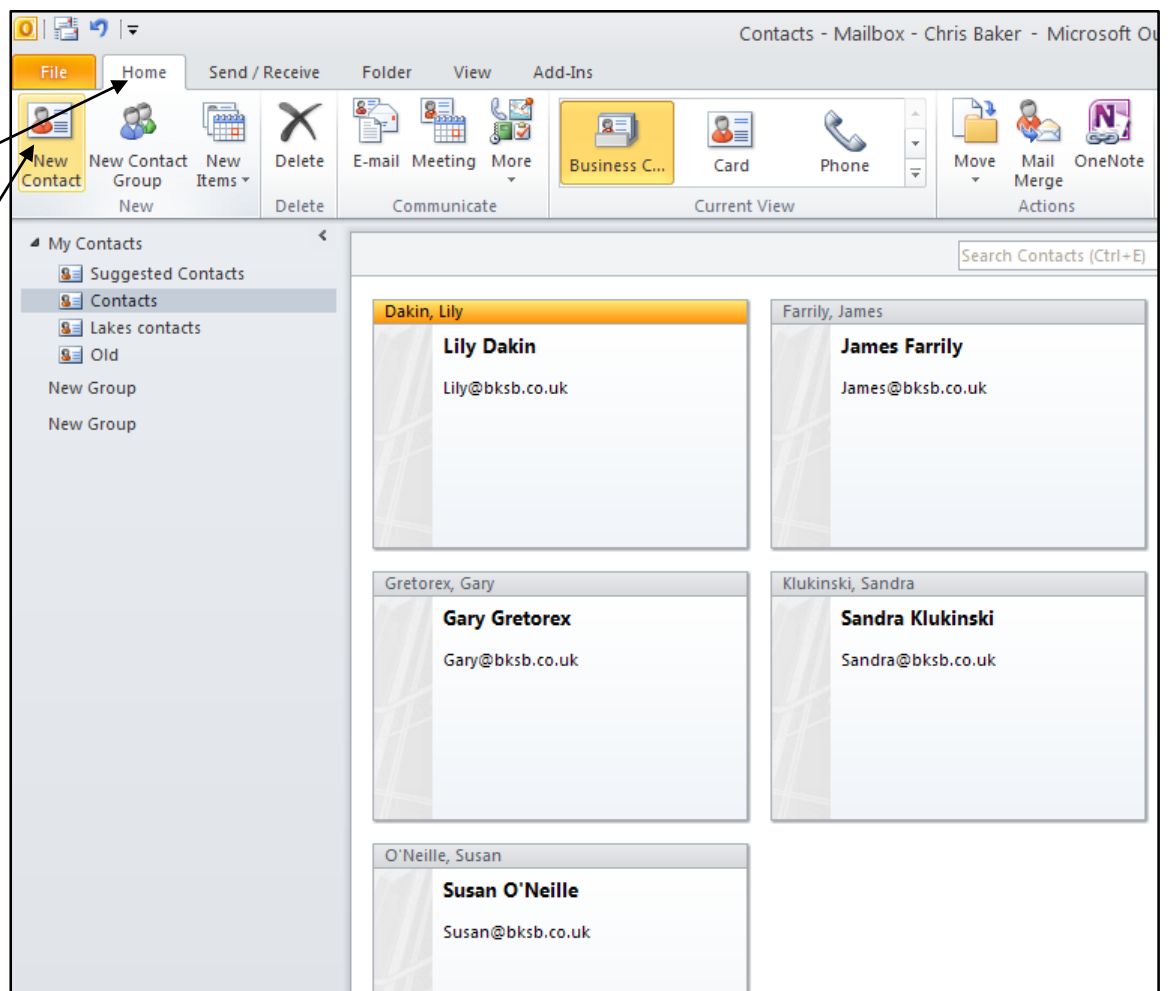 Contacts - Mailbox - Chris Baker - Microsoft Ou
File Home Send / Receive Folder View Add-Ins
New Contact
New Contact Group
New Items
Delete
E-mail
Meeting
More
Business C...
Card
Phone
Move
Mail Merge
OneNote
New Delete Communicate Current View Actions
My Contacts
Suggested Contacts
Contacts
Lakes contacts
Old
New Group
New Group
Search Contacts (Ctrl+E)
Dakin, Lily
Lily Dakin
Lily@bksb.co.uk
Farrily, James
James Farrily
James@bksb.co.uk
Gretorex, Gary
Gary Gretorex
Gary@bksb.co.uk
Klukinski, Sandra
Sandra Klukinski
Sandra@bksb.co.uk
O'Neille, Susan
Susan O'Neille
Susan@bksb.co.uk